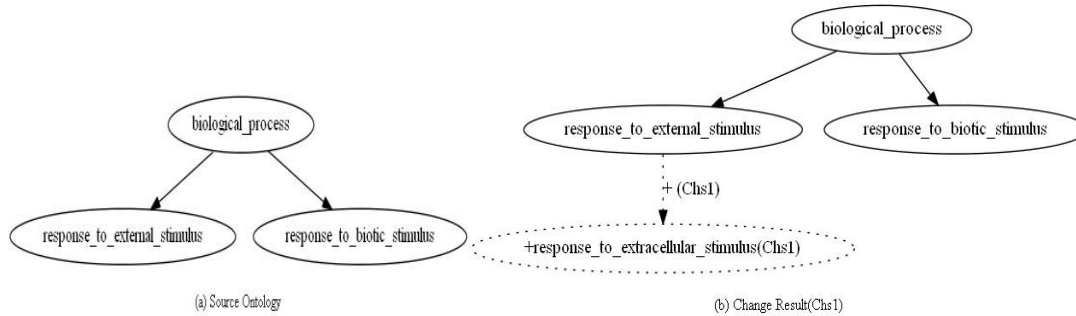 biological_process
response_to_external_stimulus
response_to_biotic_stimulus
(a) Source Ontology
biological_process
response_to_external_stimulus
response_to_biotic_stimulus
+ (Chs1)
+response_to_extracellular_stimulus(Chs1)
(b) Change Result(Chs1)